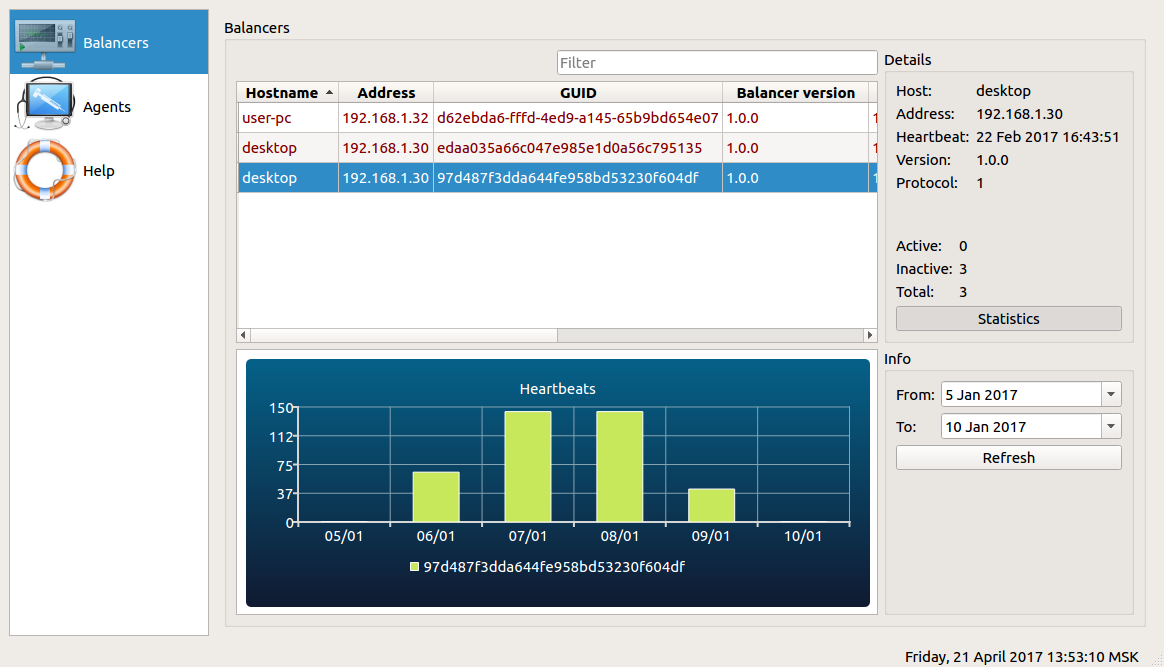 Balancers
Agents
Help
Balancers
Filter
Hostname Address GUID Balancer version
user-pc 192.168.1.32 d62ebda6-fffd-4ed9-a145-65b9bd654e07 1.0.0 1
desktop 192.168.1.30 edaa035a66c047e985e1d0a56c795135 1.0.0 1
desktop 192.168.1.30 97d487f3dda644fe958bd53230f604df 1.0.0 1
Heartbeats
150
112
75
37
0
05/01 06/01 07/01 08/01 09/01 10/01
97d487f3dda644fe958bd53230f604df
Details
Host: desktop
Address: 192.168.1.30
Heartbeat: 22 Feb 2017 16:43:51
Version: 1.0.0
Protocol: 1
Active: 0
Inactive: 3
Total: 3
Statistics
Info
From: 5 Jan 2017
To: 10 Jan 2017
Refresh
Friday, 21 April 2017 13:53:10 MSK